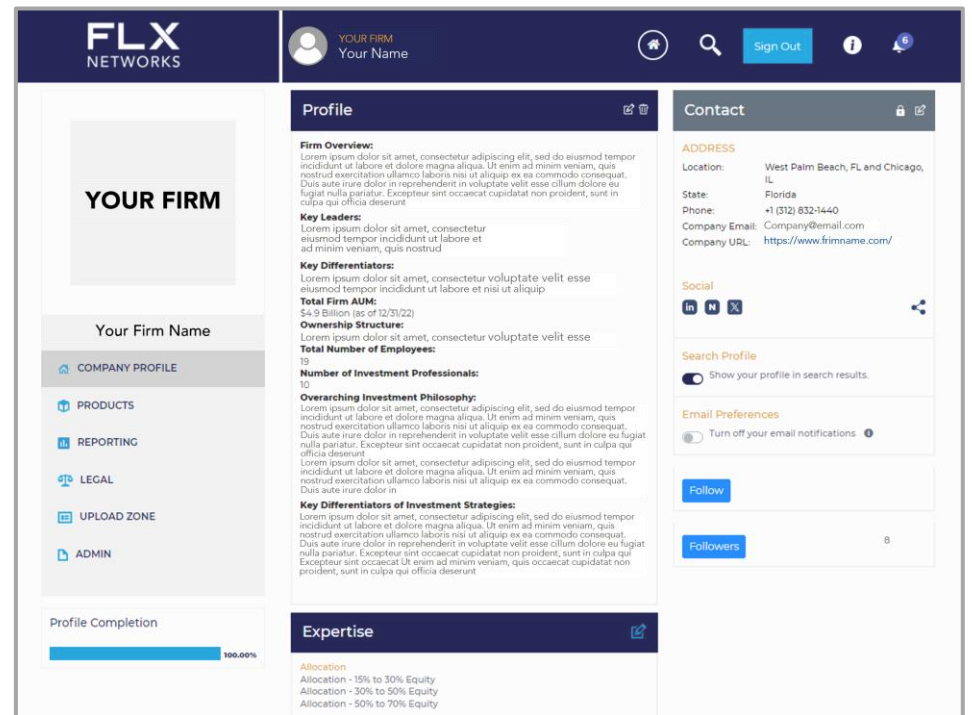 FLX
NETWORKS
YOUR FIRM
Your Name
Sign Out
i
6
YOUR FIRM
Your Firm Name
COMPANY PROFILE
PRODUCTS
REPORTING
LEGAL
UPLOAD ZONE
ADMIN
Profile Completion
100.00%
Profile
Firm Overview:
Lorem ipsum dolor sit amet, consectetur adipiscing elit, sed do eiusmod tempor
incididunt ut labore et dolore magna aliqua. Ut enim ad minim veniam, quis
nostrud exercitation ullamco laboris nisi ut aliquip ex ea commodo consequat.
Duis aute irure dolor in reprehenderit in voluptate velit esse cillum dolore eu
fugiat nulla pariatur. Excepteur sint occaecat cupidatat non proident, sunt in
culpa qui officia deserunt
Key Leaders:
Lorem ipsum dolor sit amet, consectetur
eiusmod tempor incididunt ut labore et
ad minim veniam, quis nostrud
Key Differentiators:
Lorem ipsum dolor sit amet, consectetur voluptate velit esse
eiusmod tempor incididunt ut labore et nisi ut aliquip
Total Firm AUM:
$4.9 Billion (as of 12/31/22)
Ownership Structure:
Lorem ipsum dolor sit amet, consectetur voluptate velit esse
Total Number of Employees:
19
Number of Investment Professionals:
10
Overarching Investment Philosophy:
Lorem ipsum dolor sit amet, consectetur adipiscing elit, sed do eiusmod tempor
incididunt ut labore et dolore magna aliqua. Ut enim ad minim veniam, quis
nostrud exercitation ullamco laboris nisi ut aliquip ex ea commodo consequat.
Duis aute irure dolor in reprehenderit in voluptate velit esse cillum dolore eu fugiat
nulla pariatur. Excepteur sint occaecat cupidatat non proident, sunt in culpa qui
officia deserunt
Lorem ipsum dolor sit amet, consectetur adipiscing elit, sed do eiusmod tempor
incididunt ut labore et dolore magna aliqua. Ut enim ad minim veniam, quis
nostrud exercitation ullamco laboris nisi ut aliquip ex ea commodo consequat.
Duis aute irure dolor in
Key Differentiators of Investment Strategies:
Lorem ipsum dolor sit amet, consectetur adipiscing elit, sed do eiusmod tempor
incididunt ut labore et dolore magna aliqua. Ut enim ad minim veniam, quis
nostrud exercitation ullamco laboris nisi ut aliquip ex ea commodo consequat.
Duis aute irure dolor in reprehenderit in voluptate velit esse cillum dolore eu fugiat
nulla pariatur. Excepteur sint occaecat cupidatat non proident, sunt in culpa qui
Excepteur sint occaecat Ut enim ad minim veniam, quis occaecat cupidatat non
proident, sunt in culpa qui officia deserunt
Expertise
Allocation
Allocation - 15% to 30% Equity
Allocation - 30% to 50% Equity
Allocation - 50% to 70% Equity
Contact
ADDRESS
Location: West Palm Beach, FL and Chicago,
IL
State: Florida
Phone: +1 (312) 832-1440
Company Email: Company@email.com
Company URL: https://www.frimname.com/
Social
in N X
Search Profile
Show your profile in search results.
Email Preferences
Turn off your email notifications i
Follow
Followers 8